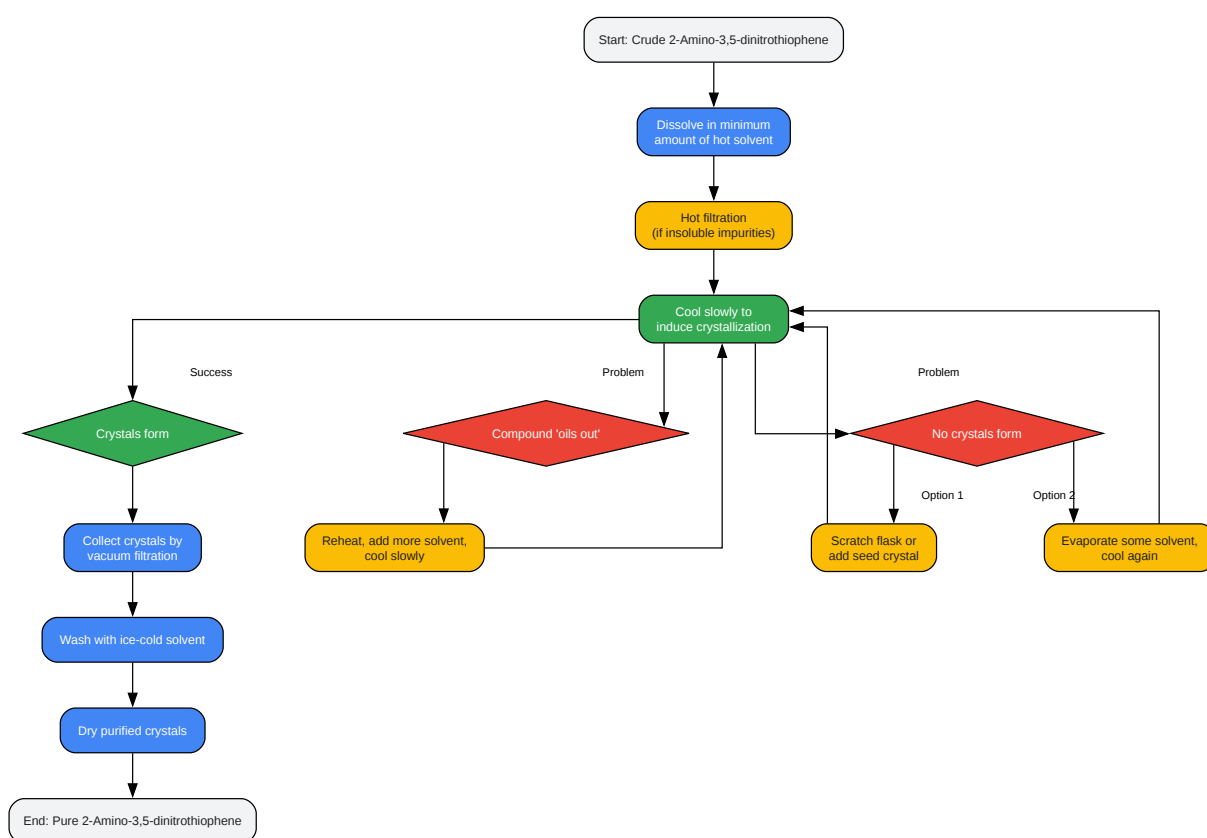 Start: Crude 2-Amino-3,5-dinitrothiophene
Dissolve in minimum
amount of hot solvent
Hot filtration
(if insoluble impurities)
Cool slowly to
induce crystallization
Success
Problem
Problem
Crystals form
Compound 'oils out'
No crystals form
Option 1
Option 2
Collect crystals by
vacuum filtration
Reheat, add more solvent,
cool slowly
Scratch flask or
add seed crystal
Evaporate some solvent,
cool again
Wash with ice-cold solvent
Dry purified crystals
End: Pure 2-Amino-3,5-dinitrothiophene